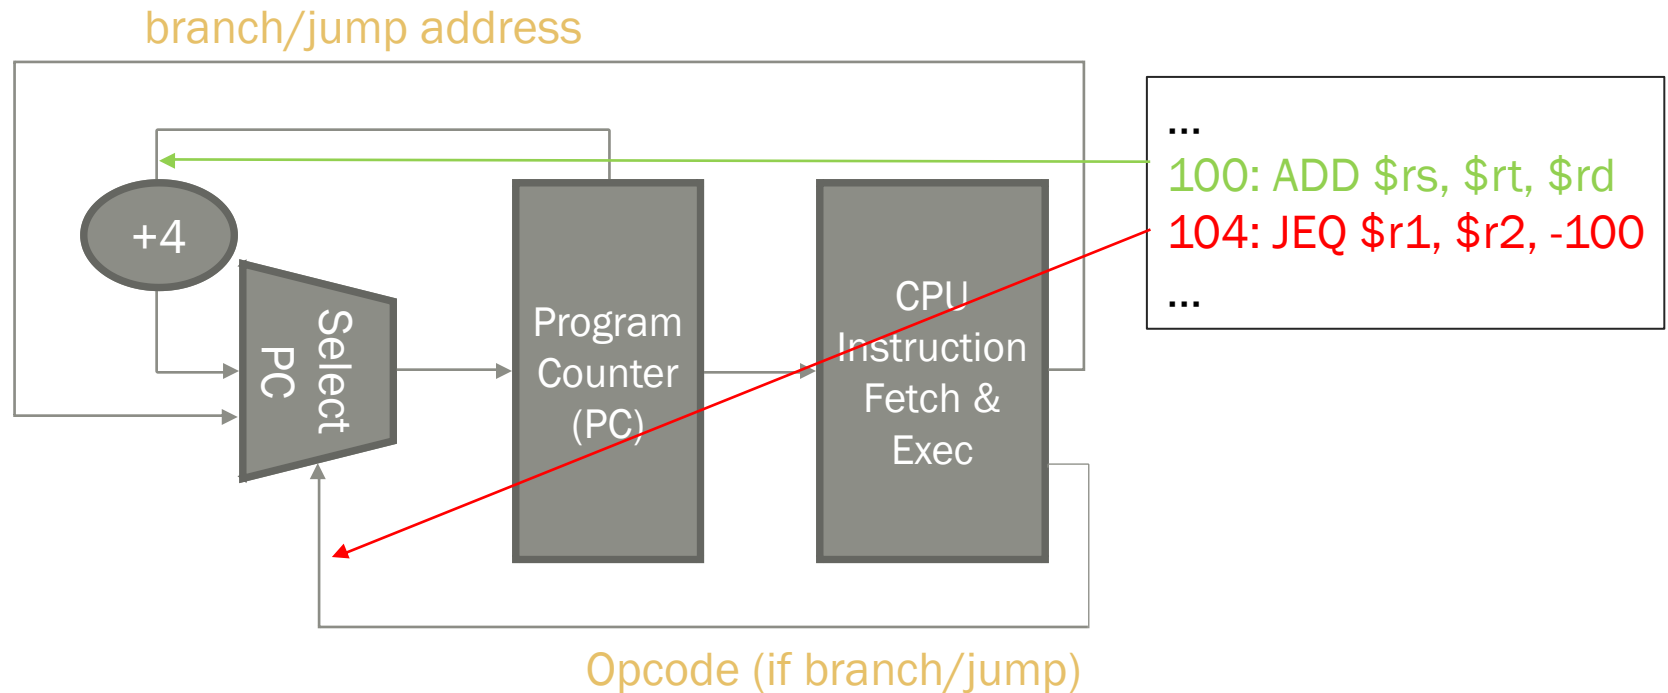 branch/jump address
...
100: ADD $rs, $rt, $rd
104: JEQ $r1, $r2, -100
...
+4
Select
PC
Program
Counter
(PC)
CPU
Instruction
Fetch &
Exec
Opcode (if branch/jump)